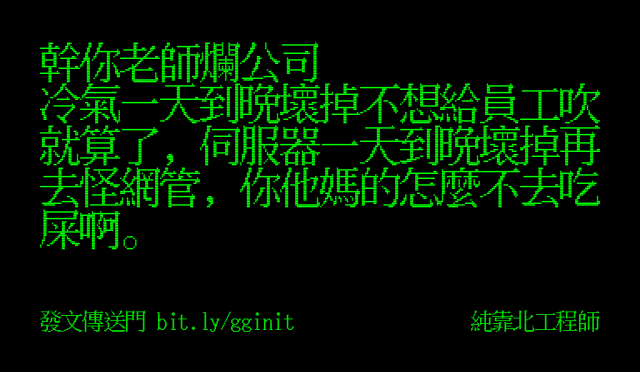 幹你老師爛公司
冷氣一天到晚壞掉不想給員工吹
就算了，伺服器一天到晚壞掉再
去怪網管，你他媽的怎麼不去吃
屎啊。
發文傳送門 bit.ly/gginit
純靠北工程師